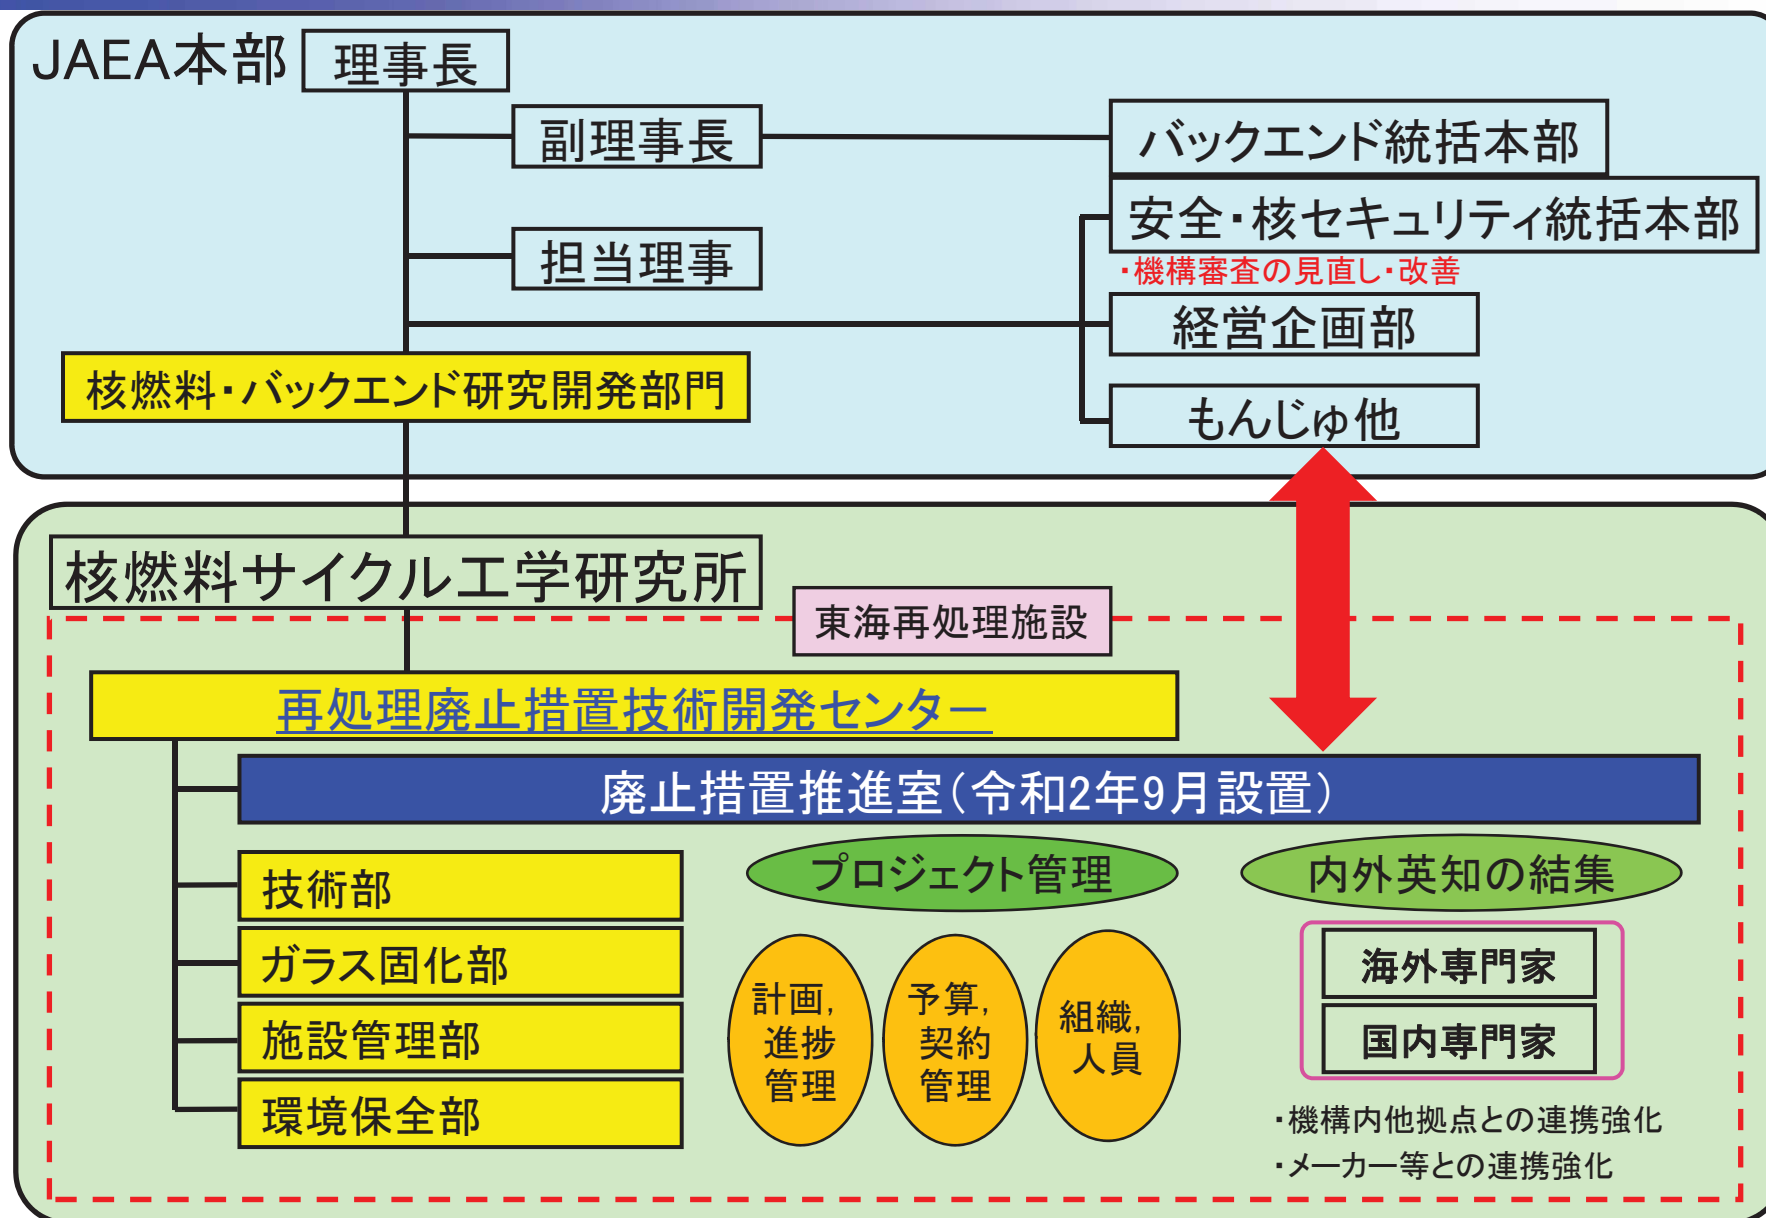 JAEA本部
理事長
副理事長
バックエンド統括本部
安全・核セキュリティ統括本部
・機構審査の見直し・改善
担当理事
経営企画部
核燃料・バックエンド研究開発部門
もんじゅ他
核燃料サイクル工学研究所
東海再処理施設
再処理廃止措置技術開発センター
廃止措置推進室（令和2年9月設置）
技術部
ガラス固化部
施設管理部
環境保全部
プロジェクト管理
計画,
進捗
管理
予算,
契約
管理
組織,
人員
内外英知の結集
海外専門家
国内専門家
・機構内他拠点との連携強化
・メーカー等との連携強化